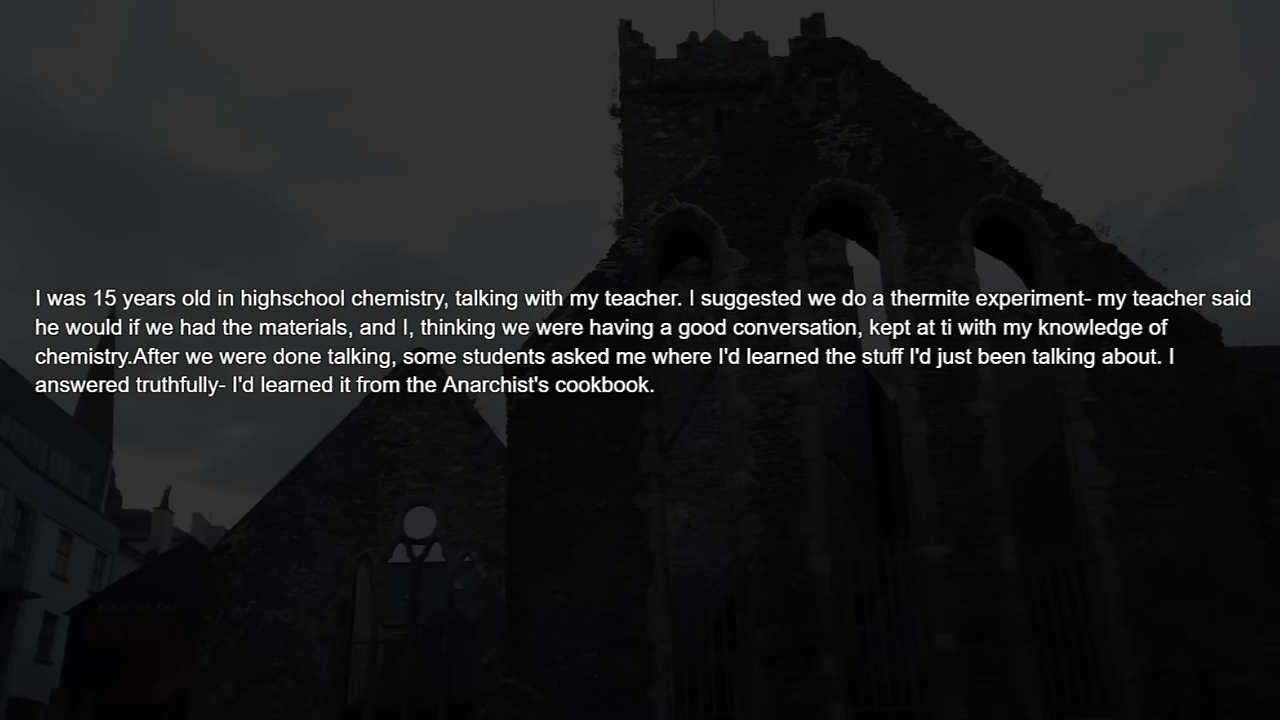 I was 15 years old in highschool chemistry, talking with my teacher. I suggested we do a thermite experiment- my teacher said
he would if we had the materials, and I, thinking we were having a good conversation, kept at ti with my knowledge of
chemistry.After we were done talking, some students asked me where I'd learned the stuff I'd just been talking about. I
answered truthfully- I'd learned it from the Anarchist's cookbook.